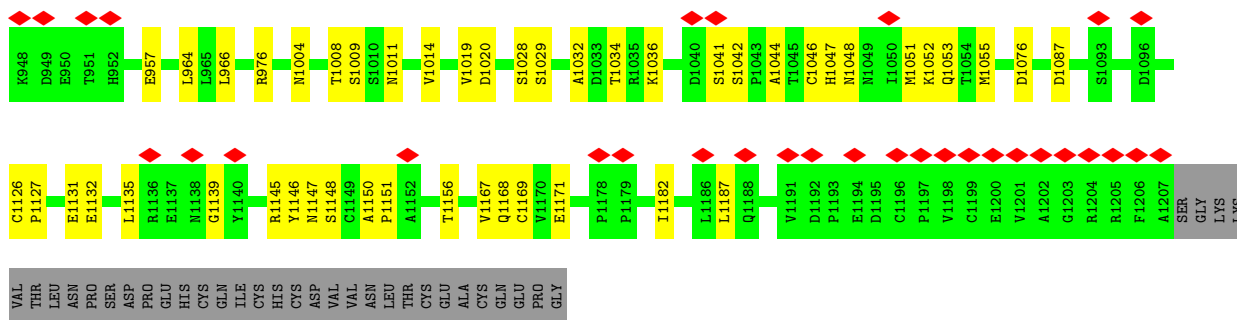 K948 D949 E950 T951 H952 E957 L964 L965 L966 R976 N1004 T1008 S1009 S1010 N1011 V1014 V1019 D1020 S1028 S1029 A1032 D1033 T1034 R1035 K1036 D1040 S1041 S1042 P1043 A1044 T1045 C1046 H1047 N1048 N1049 I1050 M1051 K1052 Q1053 T1054 M1055 D1076 D1087 S1093 D1096
C1126 P1127 E1131 E1132 L1135 R1136 E1137 N1138 G1139 Y1140 R1145 Y1146 N1147 S1148 C1149 A1150 P1151 A1152 T1156 V1167 Q1168 C1169 V1170 E1171 P1178 P1179 I1182 L1186 L1187 Q1188 V1191 D1192 P1193 E1194 D1195 C1196 P1197 V1198 C1199 E1200 V1201 A1202 G1203 R1204 R1205 F1206 A1207 SER GLY LYS
VAL THR LEU ASN PRO SER ASP PRO GLU HIS CYS GLN ILE CYS HIS CYS ASP VAL VAL ASN LEU THR CYS GLU ALA CYS GLN GLU PRO GLY